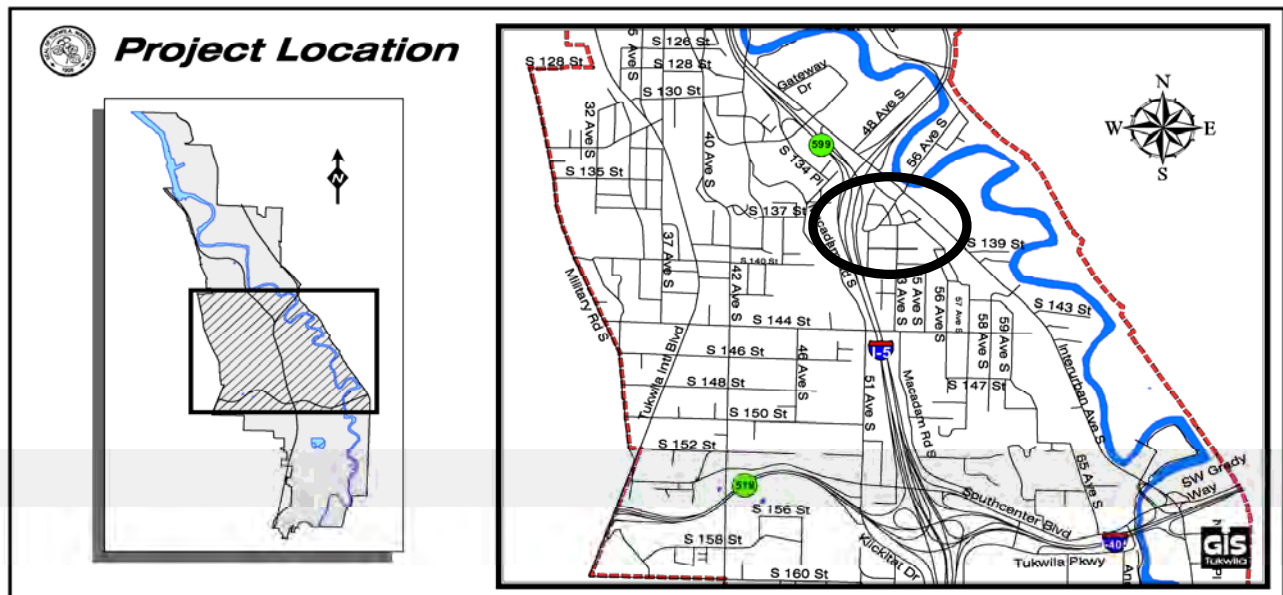 Project Location
N
N
W E
S
S 126 St
S 128 St
S 128 St
S 130 St
Gateway
Dr
32 Ave S
40 Ave S
48 Ave S
56 Ave S
599
S 134 Pl
S 135 St
S 137 St
S 139 St
S 140 St
37 Ave S
42 Ave S
Military Rd S
Tukwila Intl Blvd
S 143 St
S 144 St
S 146 St
46 Ave S
I-5
56 Ave S
57 Ave S
58 Ave S
59 Ave S
S 147 St
S 148 St
51 Ave S
Macadam Rd S
Interurban Ave S
S 150 St
S 152 St
65 Ave S
SW Grady
Way
518
S 156 St
Southcenter Blvd
S 158 St
Klickitat Dr
Tukwila Pkwy
S 160 St
GIS
Tukwila